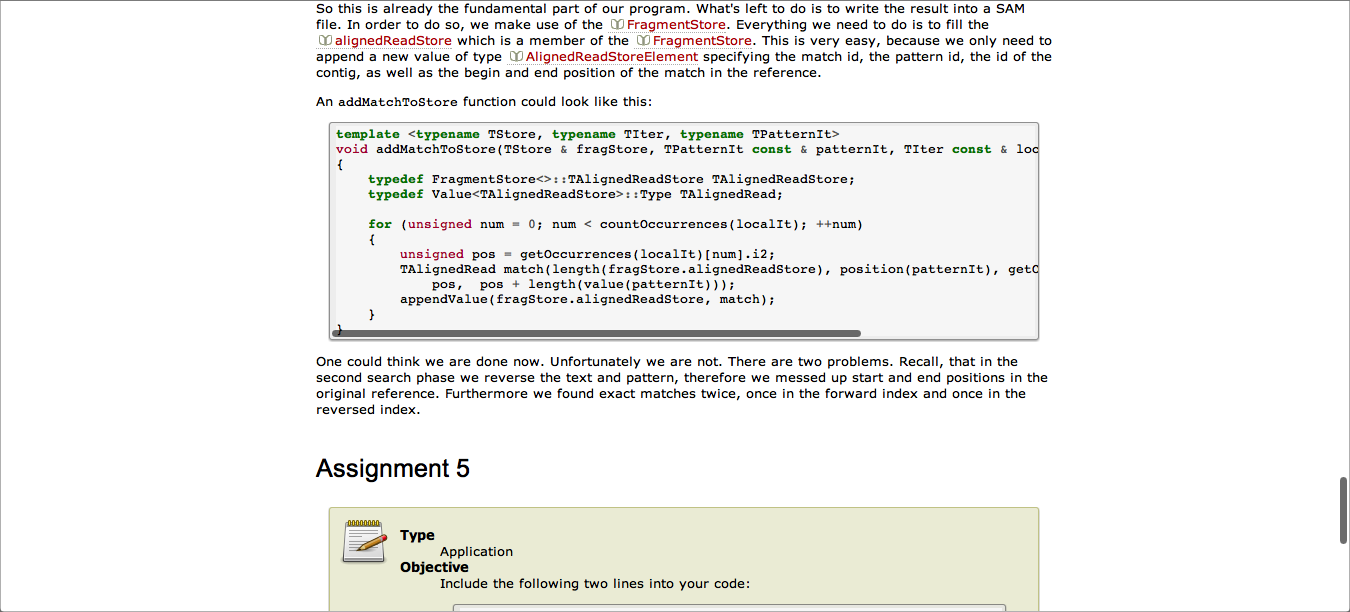 So this is already the fundamental part of our program. What's left to do is to write the result into a SAM
file. In order to do so, we make use of the FragmentStore. Everything we need to do is to fill the
alignedReadStore which is a member of the FragmentStore. This is very easy, because we only need to
append a new value of type AlignedReadStoreElement specifying the match id, the pattern id, the id of the
contig, as well as the begin and end position of the match in the reference.
An addMatchToStore function could look like this:
template <typename TStore, typename TIter, typename TPatternIt>
void addMatchToStore(TStore & fragStore, TPatternIt const & patternIt, TIter const & loc
{
    typedef FragmentStore<>::TAlignedReadStore TAlignedReadStore;
    typedef Value<TAlignedReadStore>::Type TAlignedRead;
    for (unsigned num = 0; num < countOccurrences(localIt); ++num)
    {
        unsigned pos = getOccurrences(localIt)[num].i2;
        TAlignedRead match(length(fragStore.alignedReadStore), position(patternIt), getO
            pos,  pos + length(value(patternIt)));
        appendValue(fragStore.alignedReadStore, match);
    }
}
One could think we are done now. Unfortunately we are not. There are two problems. Recall, that in the
second search phase we reverse the text and pattern, therefore we messed up start and end positions in the
original reference. Furthermore we found exact matches twice, once in the forward index and once in the
reversed index.
Assignment 5
Type
Application
Objective
Include the following two lines into your code: